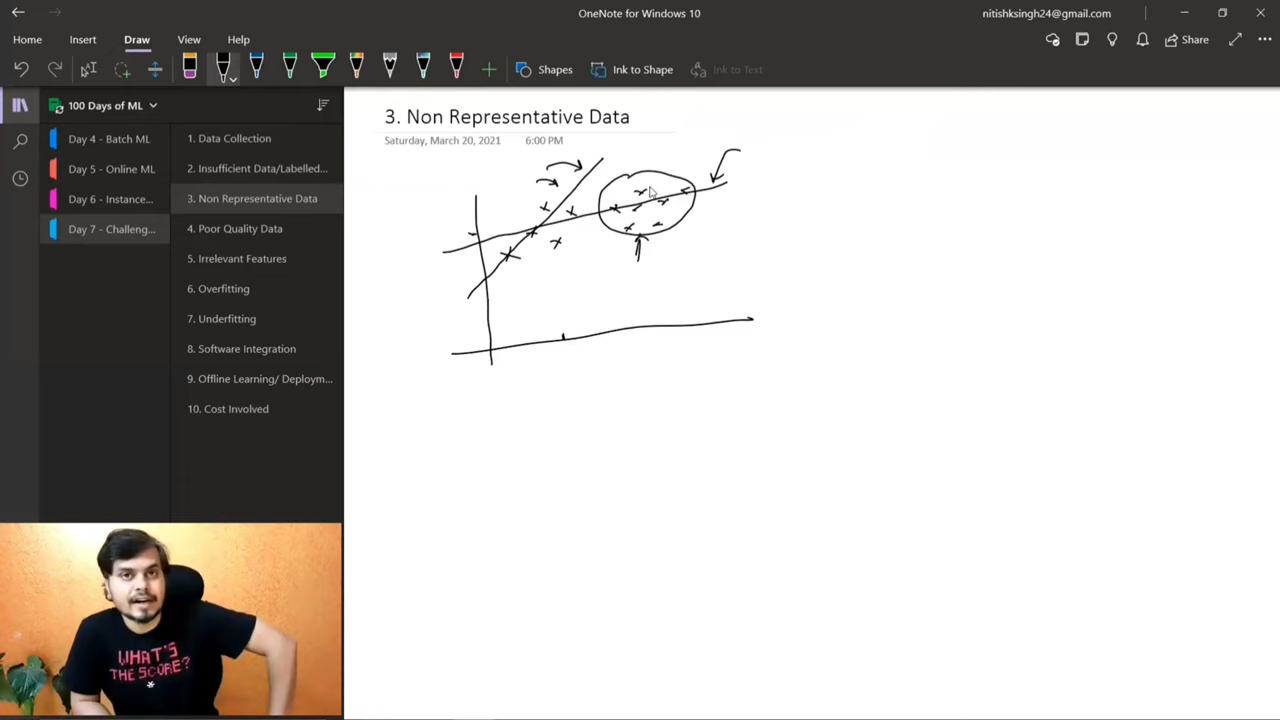 OneNote for Windows 10
nitishksingh24@gmail.com
Home
Insert
Draw
View
Help
Share
Shapes
Ink to Shape
Ink to Text
100 Days of ML
Day 4 - Batch ML
Day 5 - Online ML
Day 6 - Instance...
Day 7 - Challeng...
1. Data Collection
2. Insufficient Data/Labelled...
3. Non Representative Data
4. Poor Quality Data
5. Irrelevant Features
6. Overfitting
7. Underfitting
8. Software Integration
9. Offline Learning/ Deploym...
10. Cost Involved
3. Non Representative Data
Saturday, March 20, 2021 6:00 PM
WHAT'S
THE SCORE?